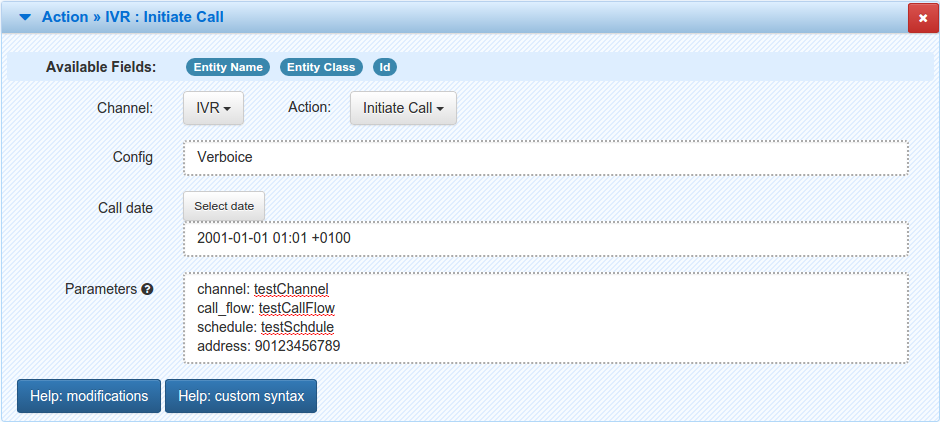 Action » IVR : Initiate Call
Available Fields: Entity Name Entity Class Id
Channel: IVR Action: Initiate Call
Config Verboice
Call date Select date
2001-01-01 01:01 +0100
Parameters channel: testChannel
call_flow: testCallFlow
schedule: testSchdule
address: 90123456789
Help: modifications Help: custom syntax